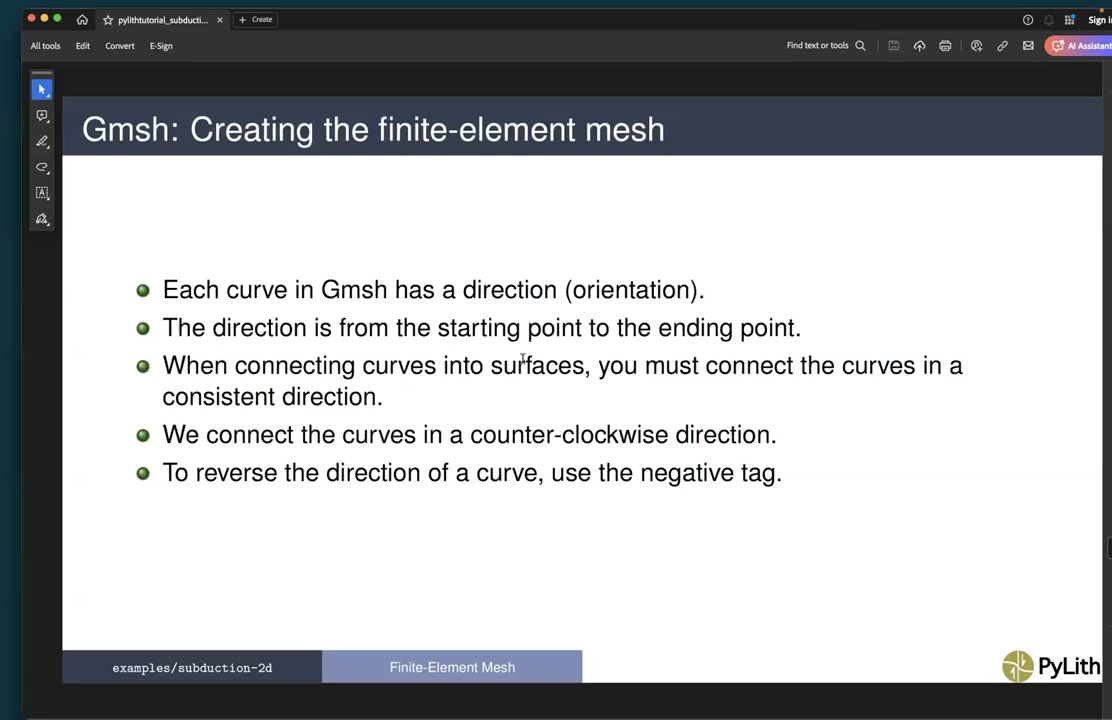 pylithtutorial_subducti...
Create
Sign i
All tools
Edit
Convert
E-Sign
Find text or tools
AI Assistant
Gmsh: Creating the finite-element mesh
Each curve in Gmsh has a direction (orientation).
The direction is from the starting point to the ending point.
When connecting curves into surfaces, you must connect the curves in a
consistent direction.
We connect the curves in a counter-clockwise direction.
To reverse the direction of a curve, use the negative tag.
examples/subduction-2d
Finite-Element Mesh
PyLith